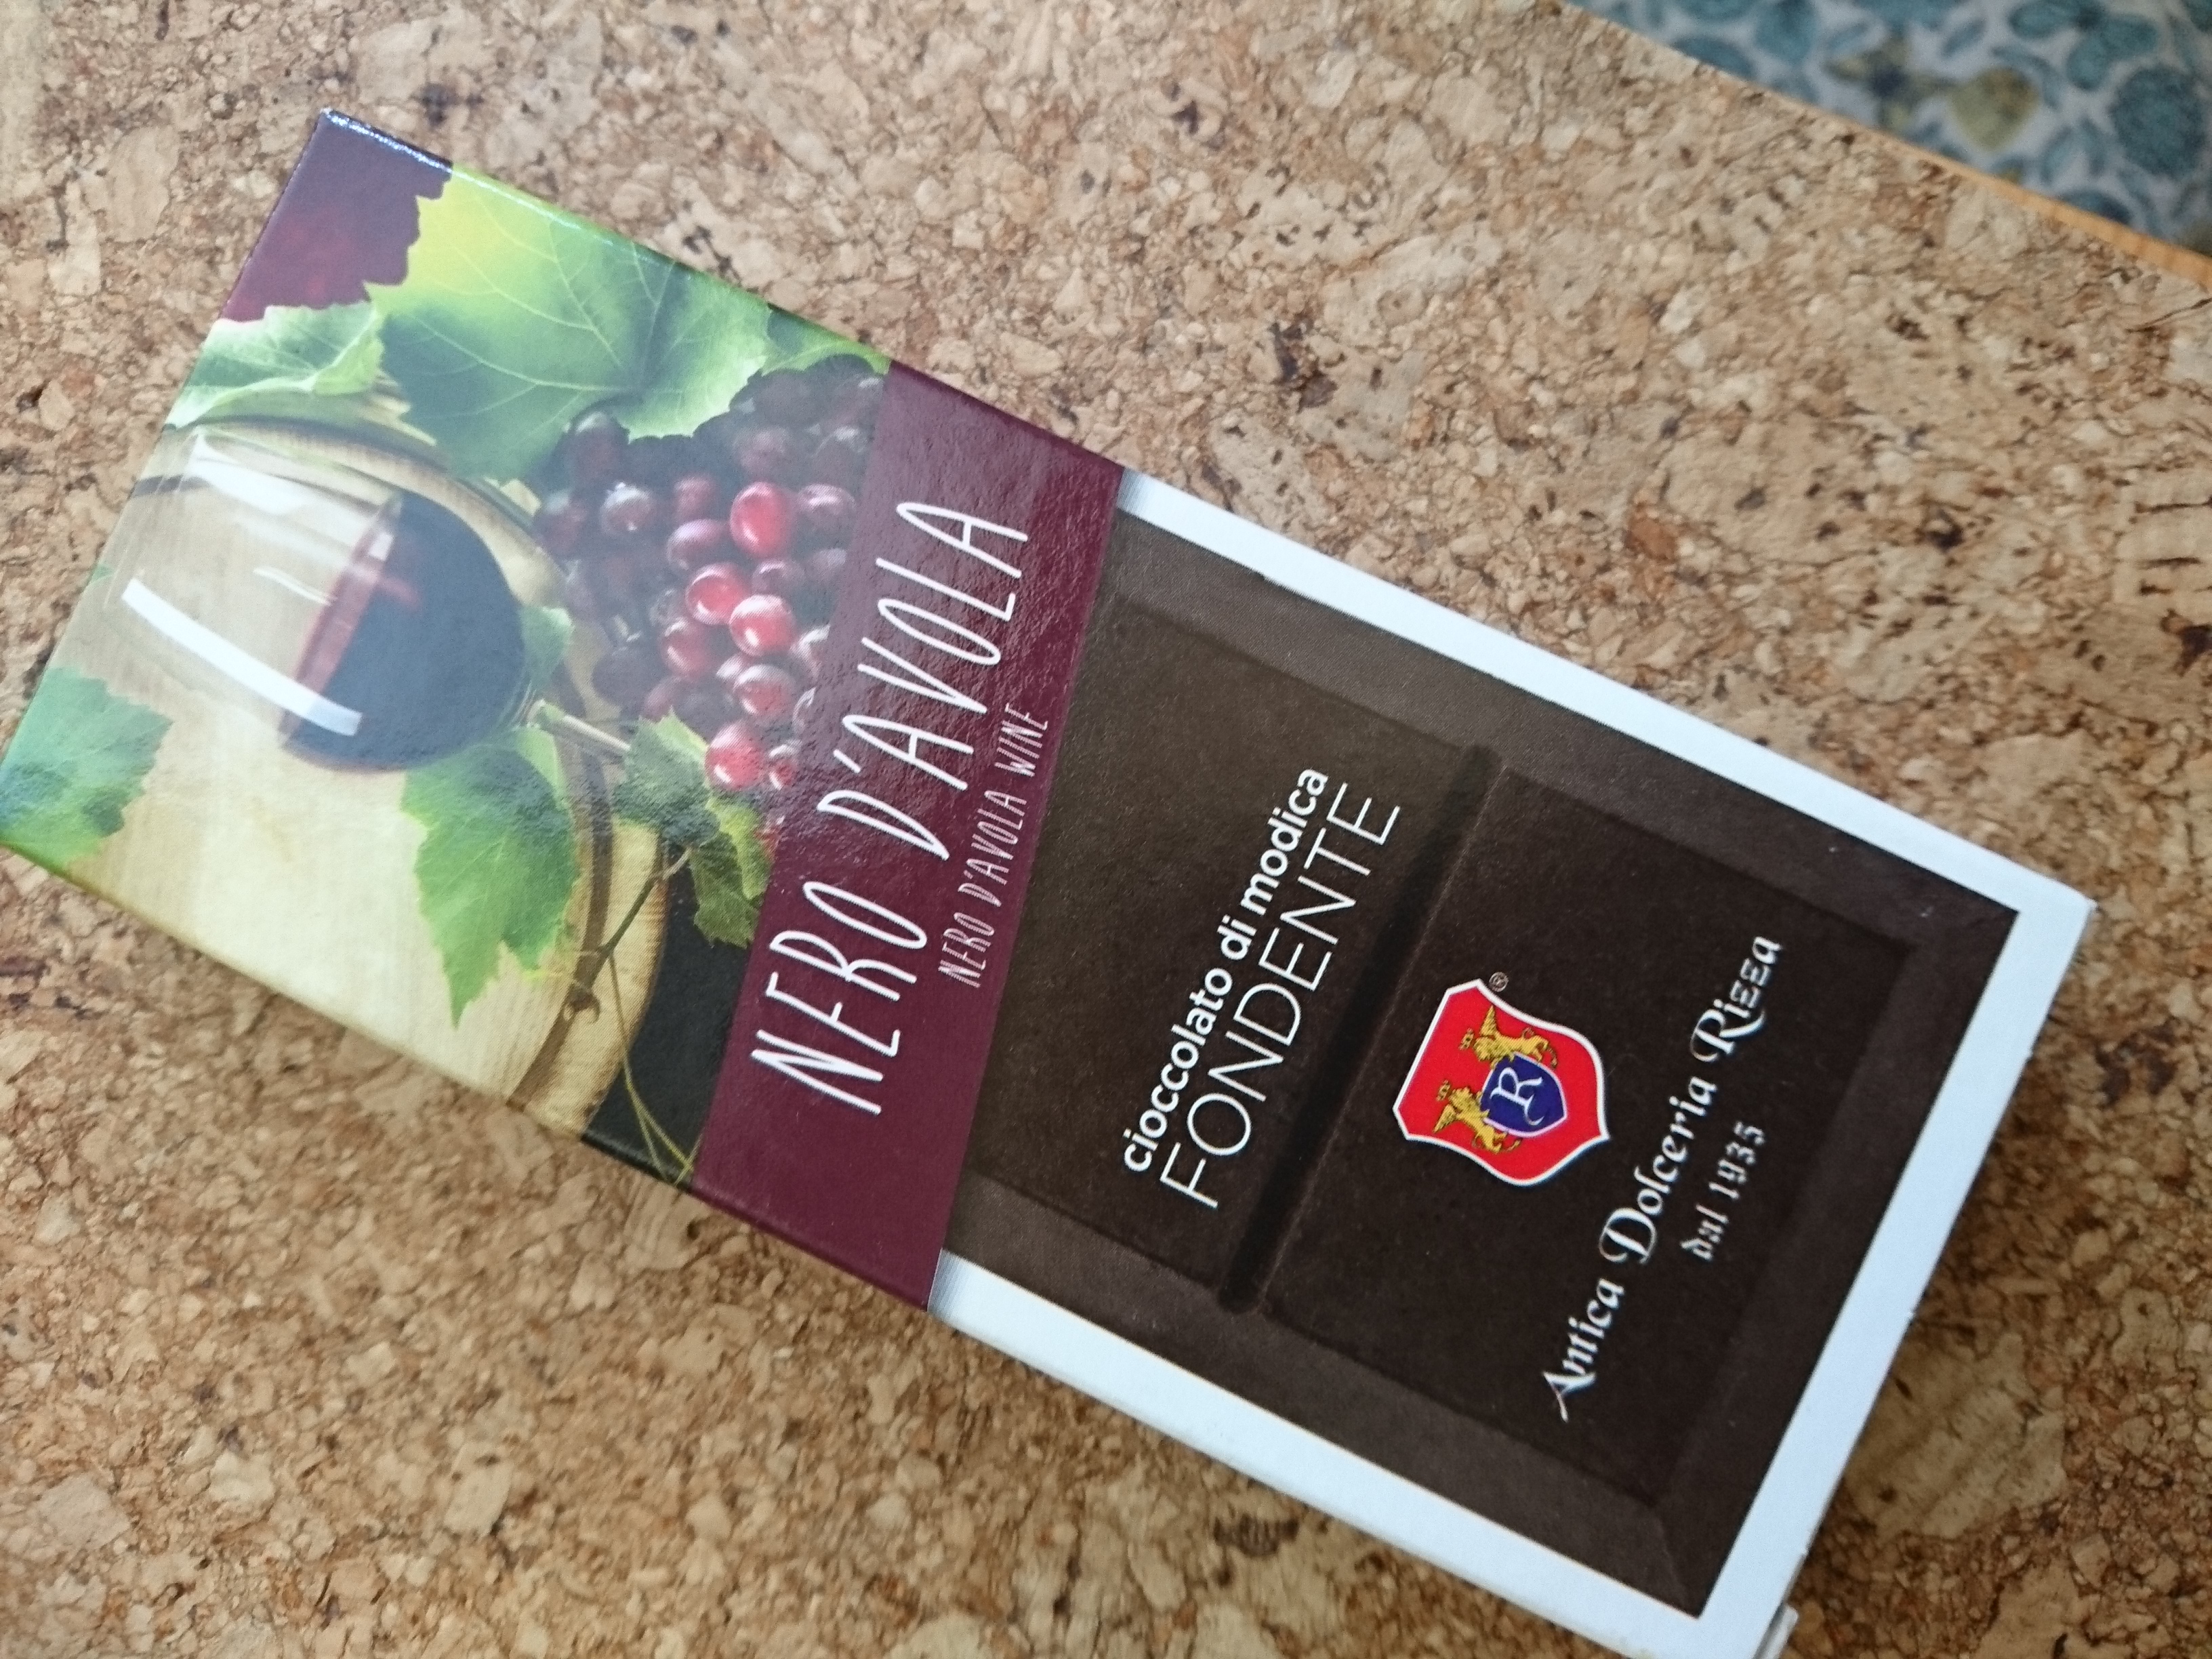 NERO D'AVOLA
NERO D'AVOLA WINE
cioccolato di modica
FONDENTE
R
®
Antica Dolceria Rizza
dal 1935